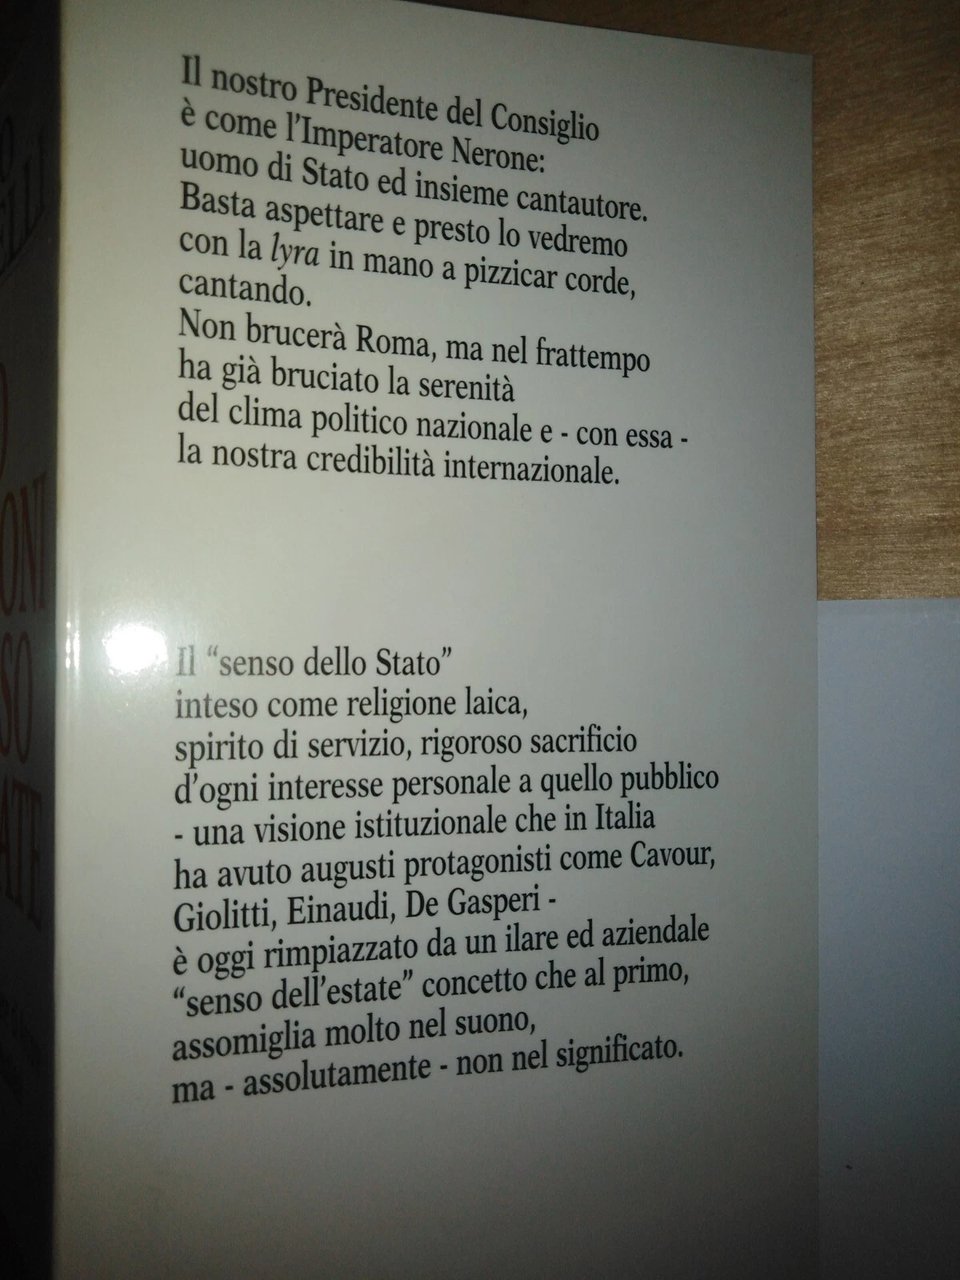 Il nostro Presidente del Consiglio
è come l'Imperatore Nerone:
uomo di Stato ed insieme cantautore.
Basta aspettare e presto lo vedremo
con la lyra in mano a pizzicar corde,
cantando.
Non brucerà Roma, ma nel frattempo
ha già bruciato la serenità
del clima politico nazionale e - con essa -
la nostra credibilità internazionale.
Il “senso dello Stato”
inteso come religione laica,
spirito di servizio, rigoroso sacrificio
d'ogni interesse personale a quello pubblico
- una visione istituzionale che in Italia
ha avuto augusti protagonisti come Cavour,
Giolitti, Einaudi, De Gasperi -
è oggi rimpiazzato da un ilare ed aziendale
“senso dell'estate” concetto che al primo,
assomiglia molto nel suono,
ma - assolutamente - non nel significato.